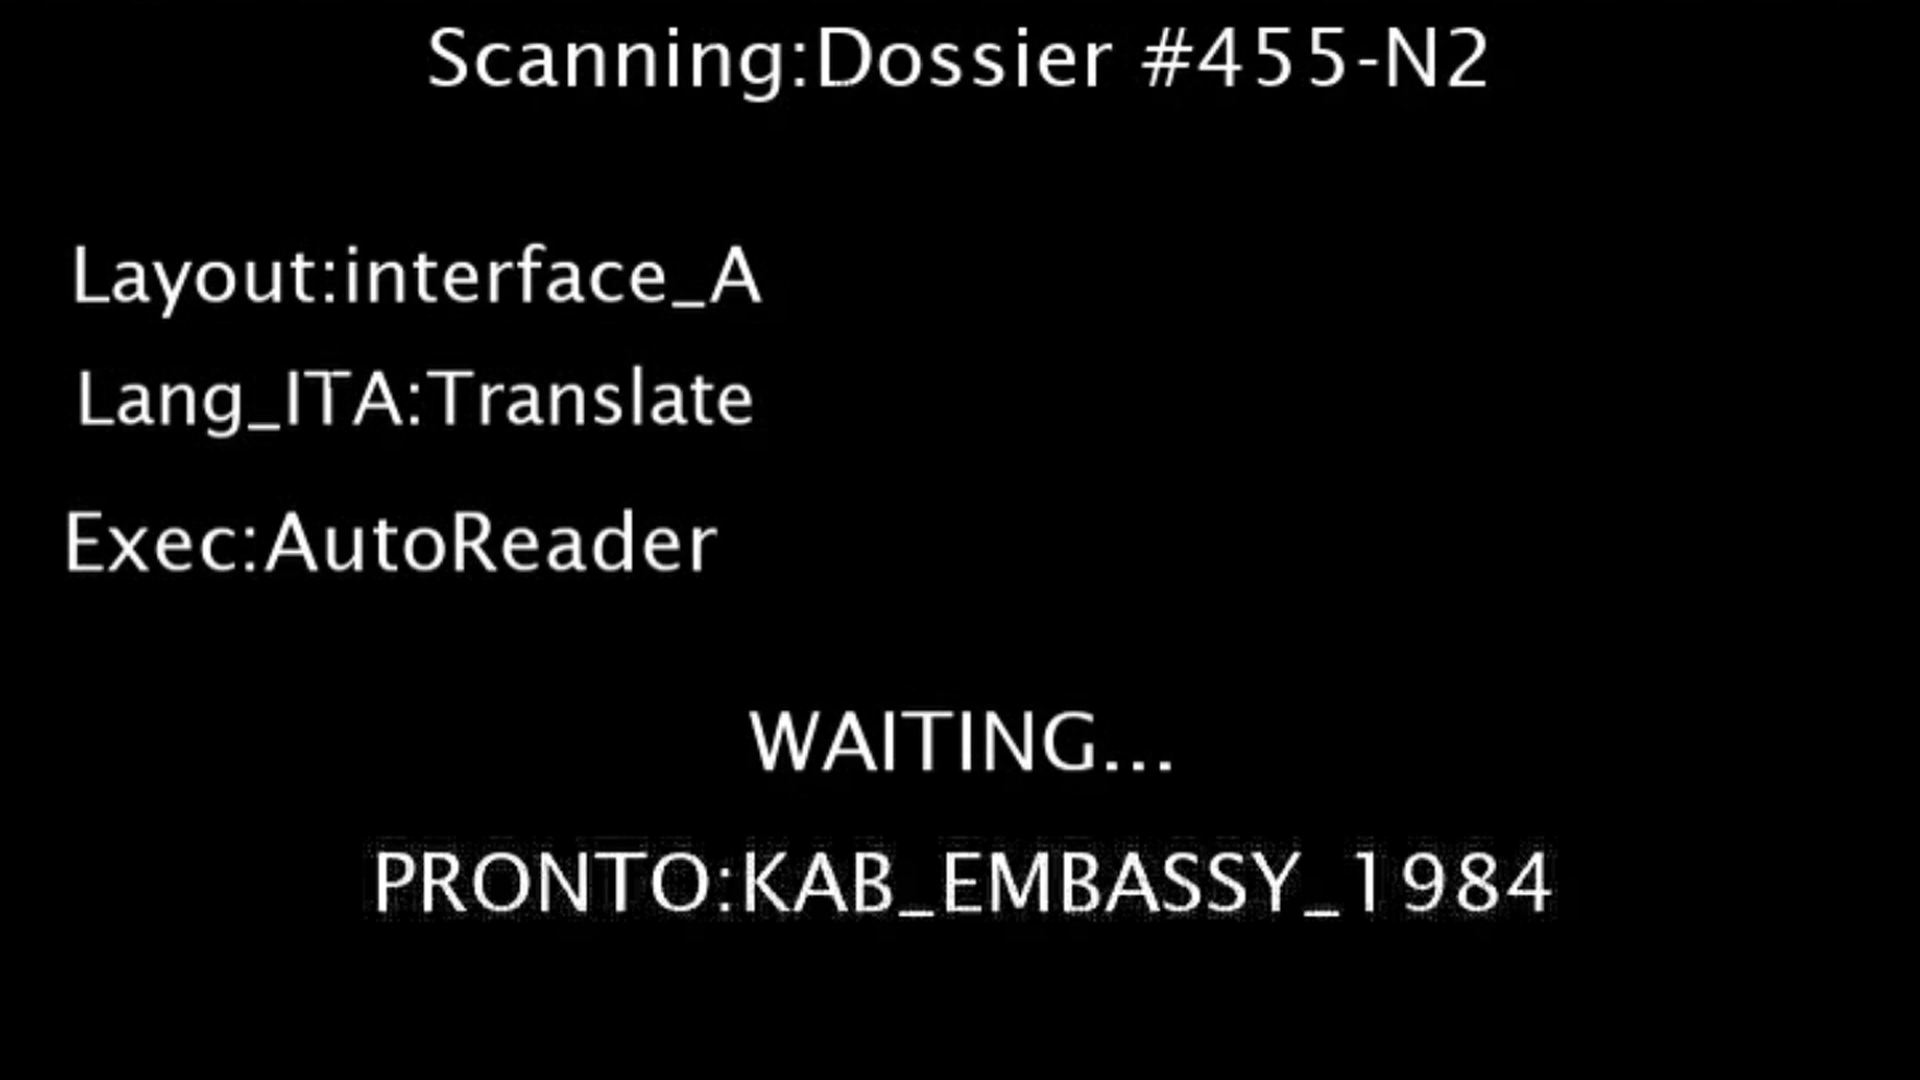 Scanning:Dossier #455-N2
Layout:interface_A
Lang_ITA:Translate
Exec:AutoReader
WAITING...
PRONTO:KAB_EMBASSY_1984